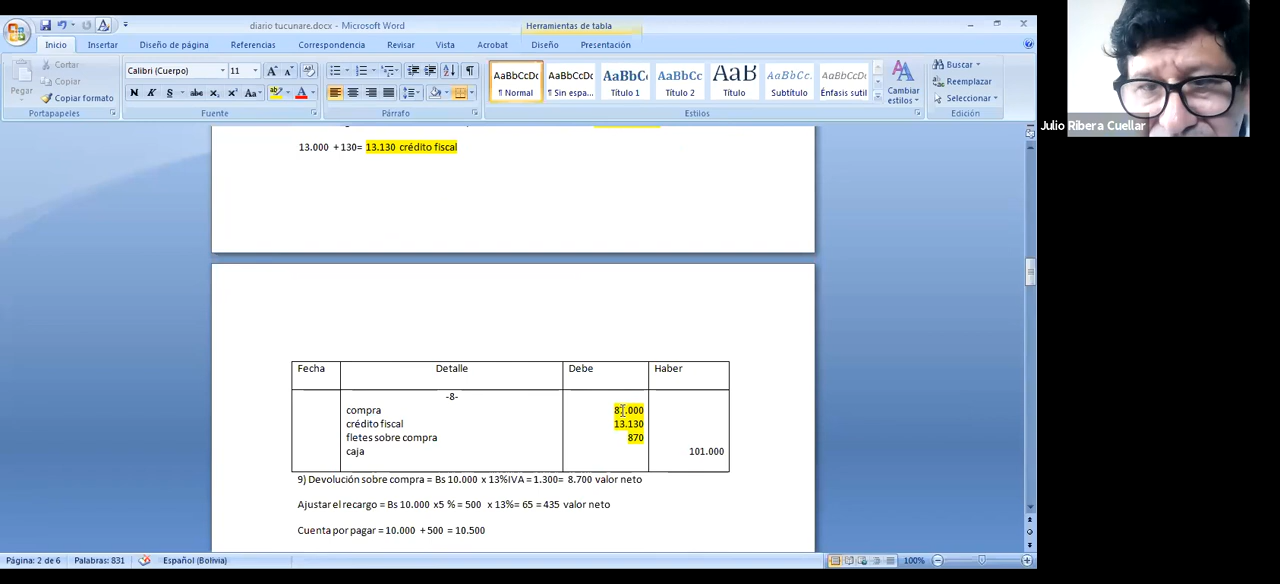 diario tucunare.docx - Microsoft Word
Herramientas de tabla
Inicio Insertar Diseño de página Referencias Correspondencia Revisar Vista Acrobat Diseño Presentación
Pegar
Cortar
Copiar
Copiar formato
Portapapeles
Calibri (Cuerpo) 11
N K S abc x₂ x² Aa
Fuente
Párrafo
AaBbCcDc AaBbCcDc AaBbC AaBbCc AaB AaBbCc. AaBbCcDc
¶ Normal ¶ Sin espa... Título 1 Título 2 Título Subtítulo Énfasis sutil
Cambiar estilos
Estilos
Buscar
Reemplazar
Seleccionar
Edición
Julio Ribera Cuellar
13.000 + 130= 13.130 crédito fiscal
Fecha Detalle Debe Haber
-8-
compra .000
crédito fiscal 13.130
fletes sobre compra 870
caja 101.000
9) Devolución sobre compra = Bs 10.000 x 13%IVA = 1.300= 8.700 valor neto
Ajustar el recargo = Bs 10.000 x5 % = 500 x 13%= 65 = 435 valor neto
Cuenta por pagar = 10.000 + 500 = 10.500
Página: 2 de 6 Palabras: 831 Español (Bolivia) 100%